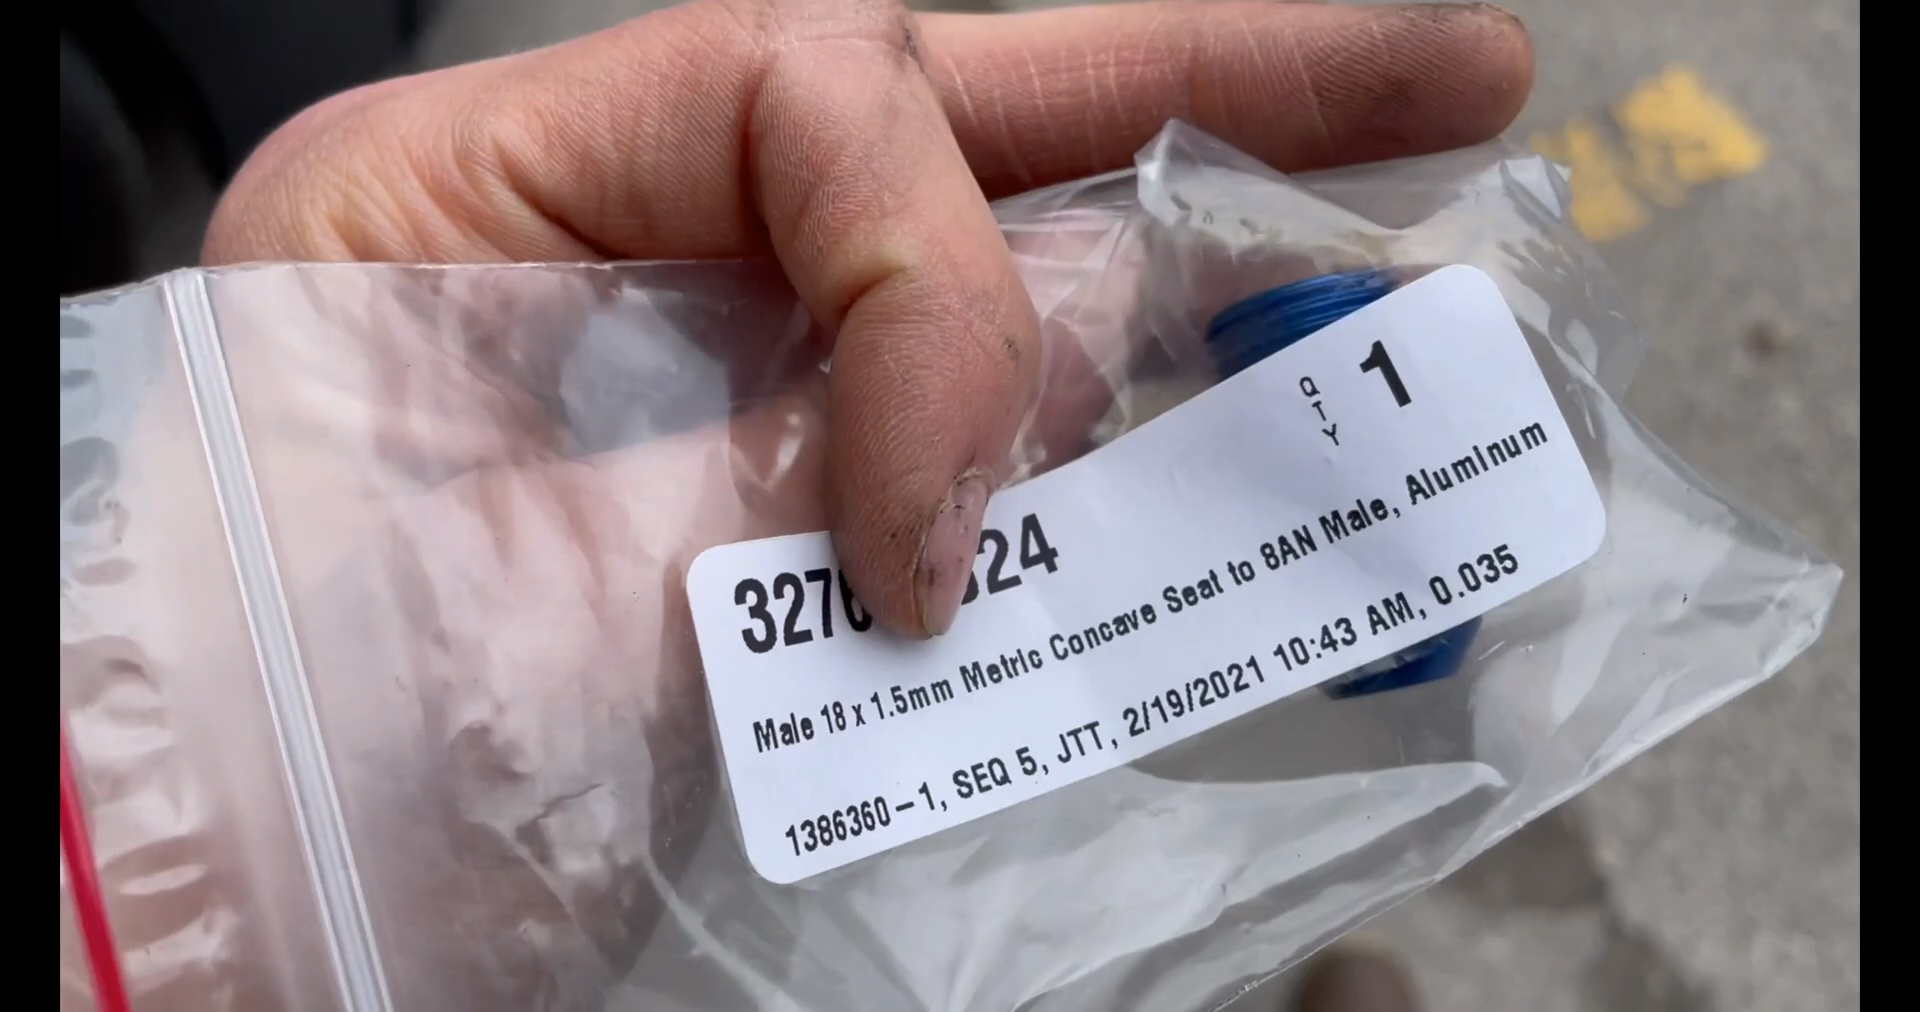 QTY 1
Male 18 x 1.5mm Metric Concave Seat to 8AN Male, Aluminum
1386360-1, SEQ 5, JTT, 2/19/2021 10:43 AM, 0.035